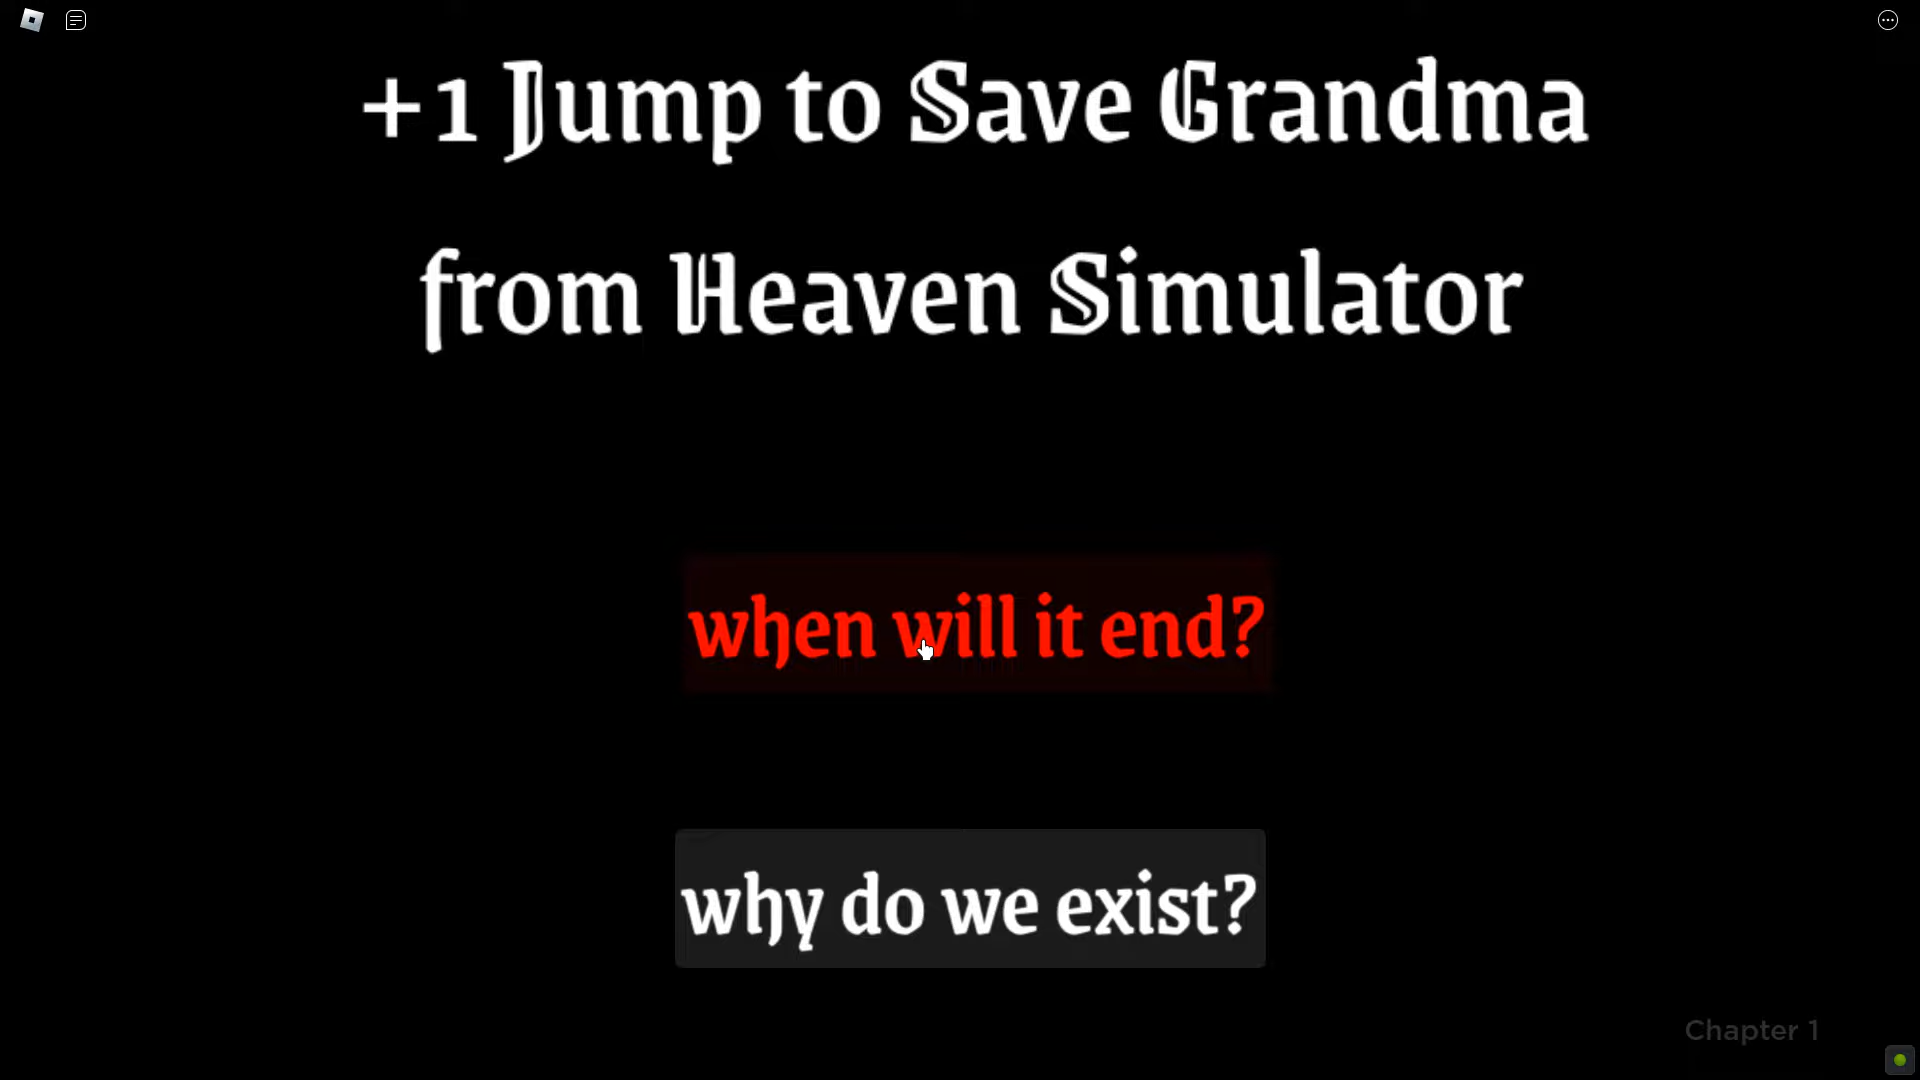 +1 Jump to Save Grandma
from Heaven Simulator
when will it end?
why do we exist?
Chapter 1